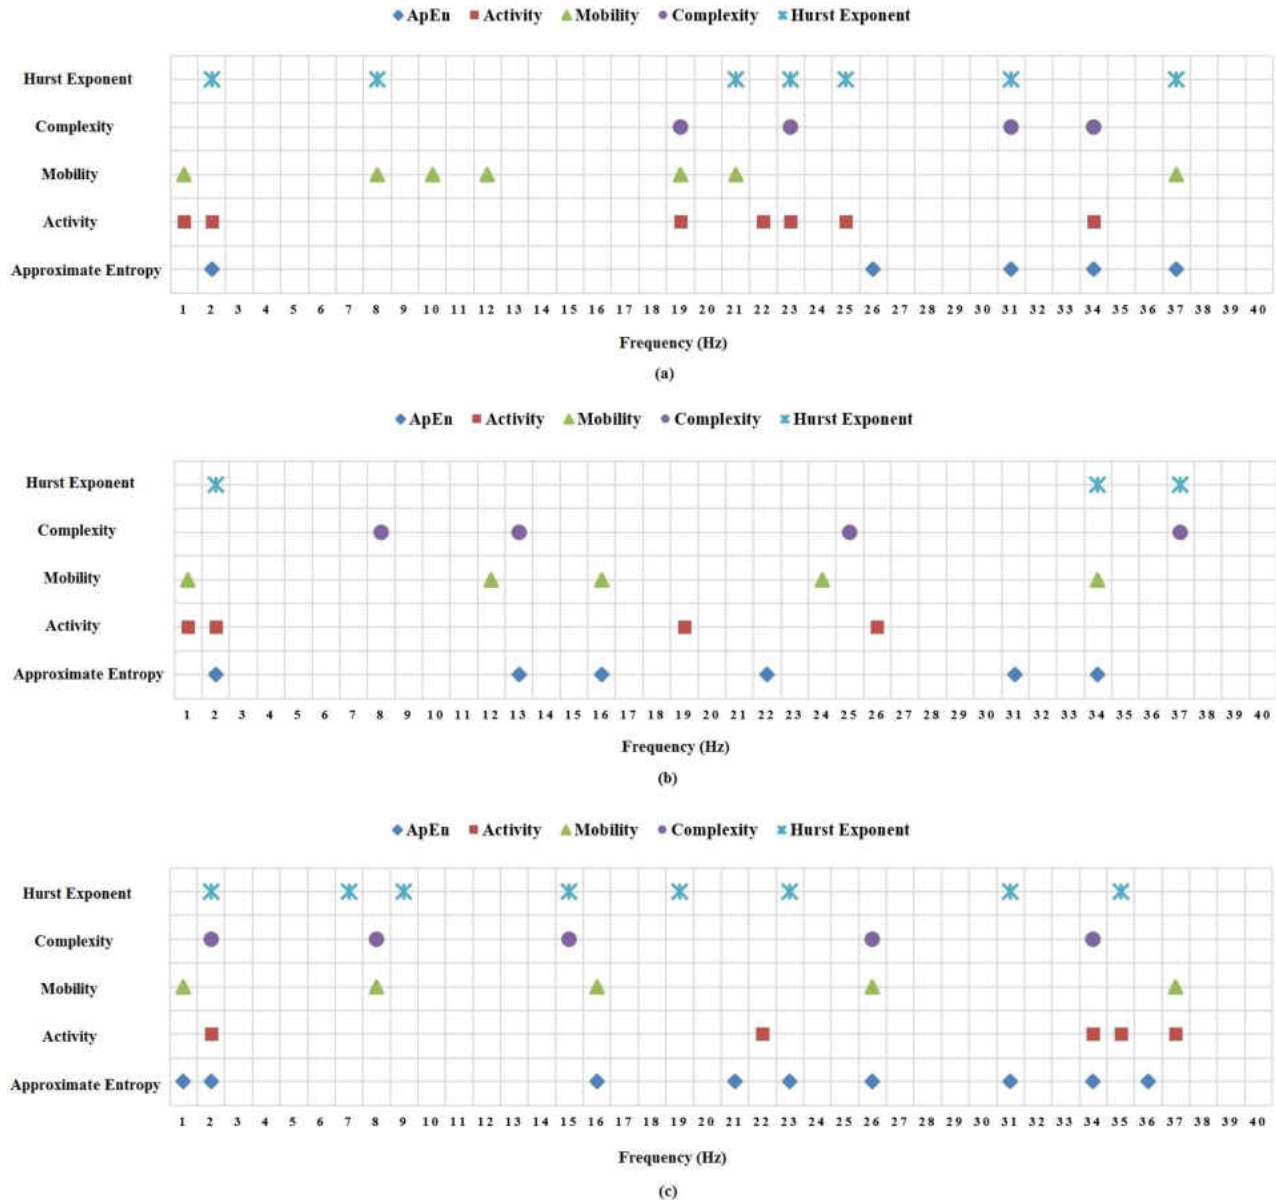 ApEn Activity Mobility Complexity Hurst Exponent
Hurst Exponent
Complexity
Mobility
Activity
Approximate Entropy
1 2 3 4 5 6 7 8 9 10 11 12 13 14 15 16 17 18 19 20 21 22 23 24 25 26 27 28 29 30 31 32 33 34 35 36 37 38 39 40
Frequency (Hz)
(a)
ApEn Activity Mobility Complexity Hurst Exponent
Hurst Exponent
Complexity
Mobility
Activity
Approximate Entropy
1 2 3 4 5 6 7 8 9 10 11 12 13 14 15 16 17 18 19 20 21 22 23 24 25 26 27 28 29 30 31 32 33 34 35 36 37 38 39 40
Frequency (Hz)
(b)
ApEn Activity Mobility Complexity Hurst Exponent
Hurst Exponent
Complexity
Mobility
Activity
Approximate Entropy
1 2 3 4 5 6 7 8 9 10 11 12 13 14 15 16 17 18 19 20 21 22 23 24 25 26 27 28 29 30 31 32 33 34 35 36 37 38 39 40
Frequency (Hz)
(c)